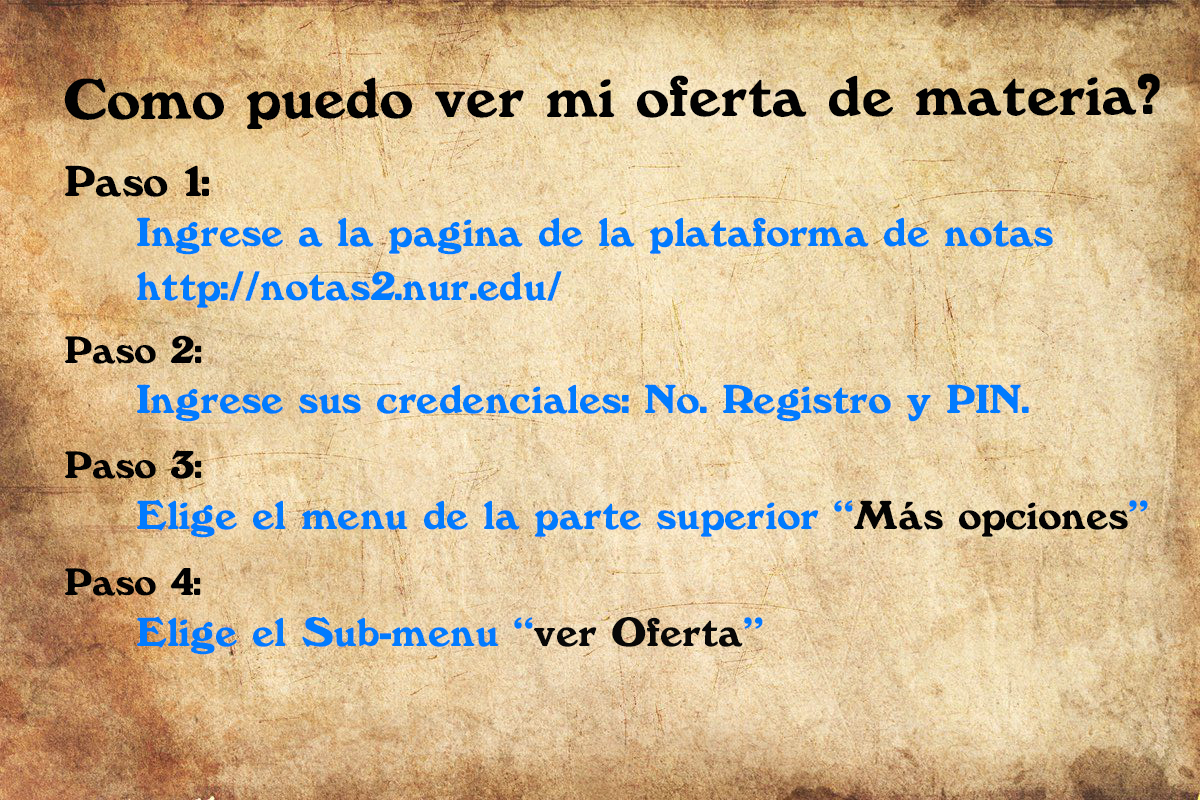 Como puedo ver mi oferta de materia?
Paso 1:
Ingrese a la pagina de la plataforma de notas
http://notas2.nur.edu/
Paso 2:
Ingrese sus credenciales: No. Registro y PIN.
Paso 3:
Elige el menu de la parte superior “Más opciones”
Paso 4:
Elige el Sub-menu “ver Oferta”